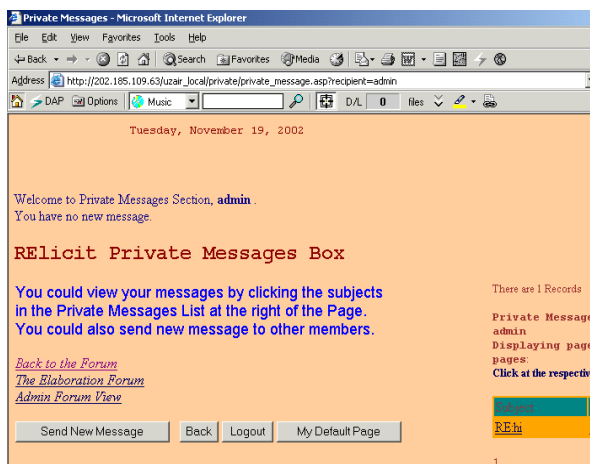 Private Messages - Microsoft Internet Explorer
File Edit View Favorites Tools Help
Back Search Favorites Media
Address http://202.185.109.63/uzair_local/private/private_message.asp?recipient=admin
DAP Options Music D/L 0 files
Tuesday, November 19, 2002
Welcome to Private Messages Section, admin .
You have no new message.
RElicit Private Messages Box
You could view your messages by clicking the subjects
in the Private Messages List at the right of the Page.
You could also send new message to other members.
Back to the Forum
The Elaboration Forum
Admin Forum View
Send New Message Back Logout My Default Page
There are 1 Records
Private Message
admin
Displaying page
pages:
Click at the respectiv
Subject
RE:hi
1